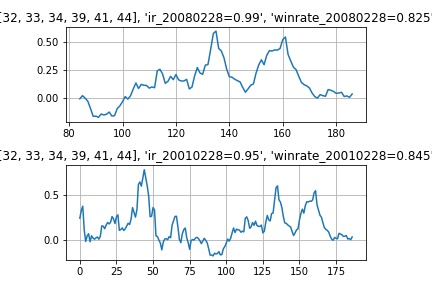 [32, 33, 34, 39, 41, 44], 'ir_20080228=0.99', 'winrate_20080228=0.825'
0.50
0.25
0.00
80 100 120 140 160 180
[32, 33, 34, 39, 41, 44], 'ir_20010228=0.95', 'winrate_20010228=0.845'
0.5
0.0
0 25 50 75 100 125 150 175